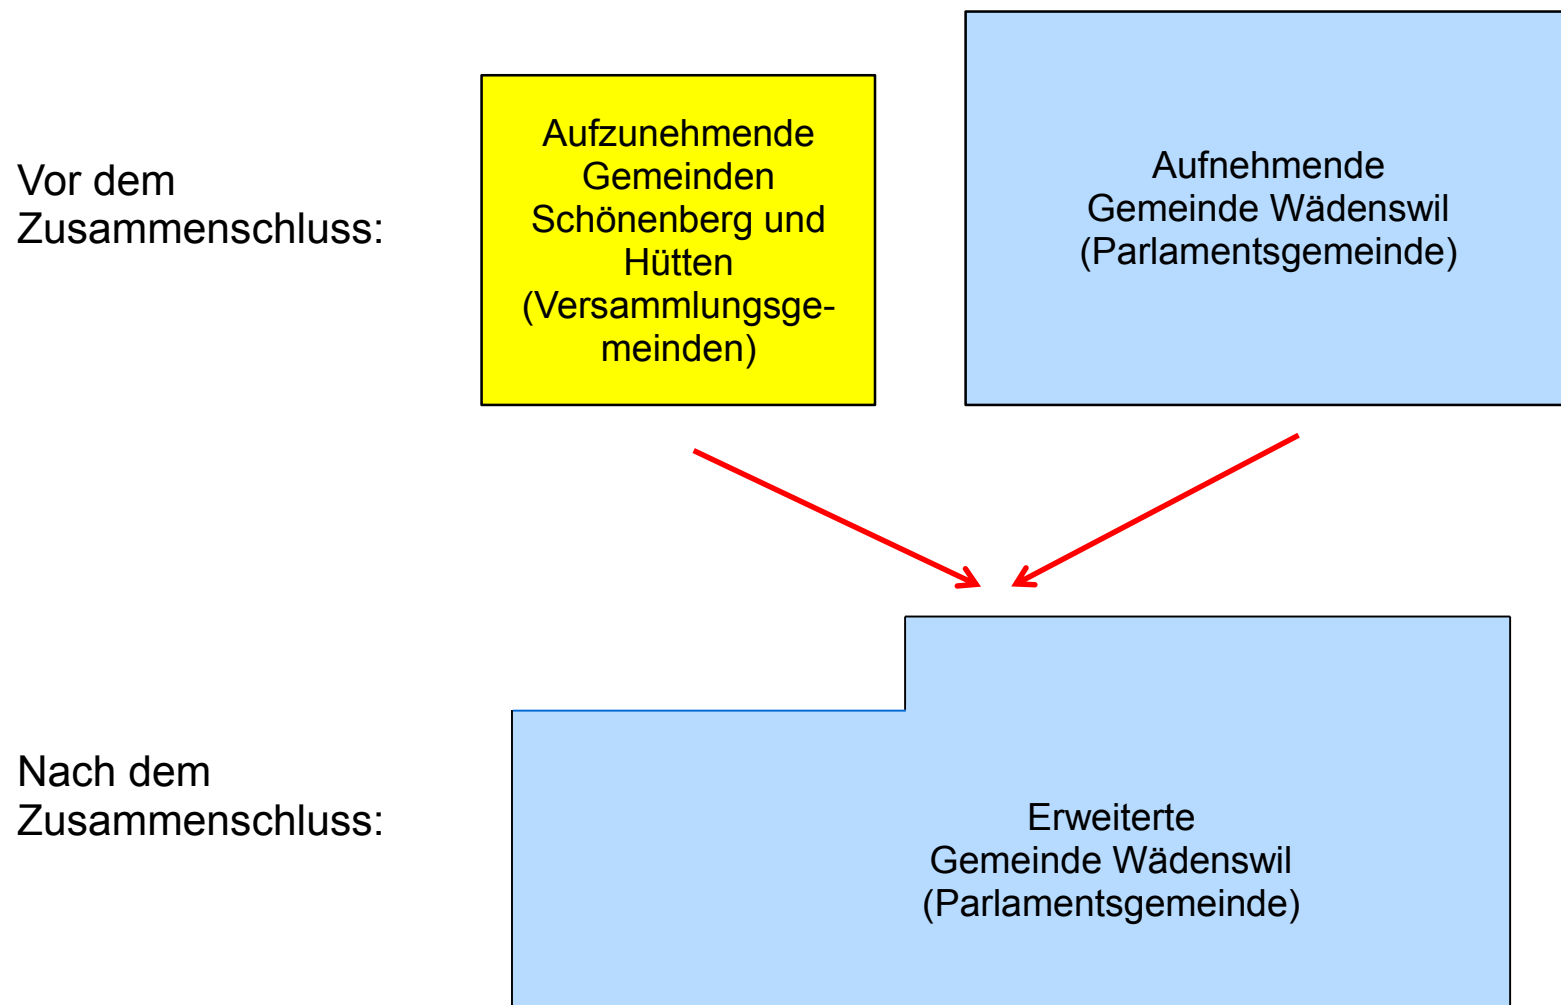 Vor dem
Zusammenschluss:
Aufzunehmende
Gemeinden
Schönenberg und
Hütten
(Versammlungsge-
meinden)
Aufnehmende
Gemeinde Wädenswil
(Parlamentsgemeinde)
Nach dem
Zusammenschluss:
Erweiterte
Gemeinde Wädenswil
(Parlamentsgemeinde)